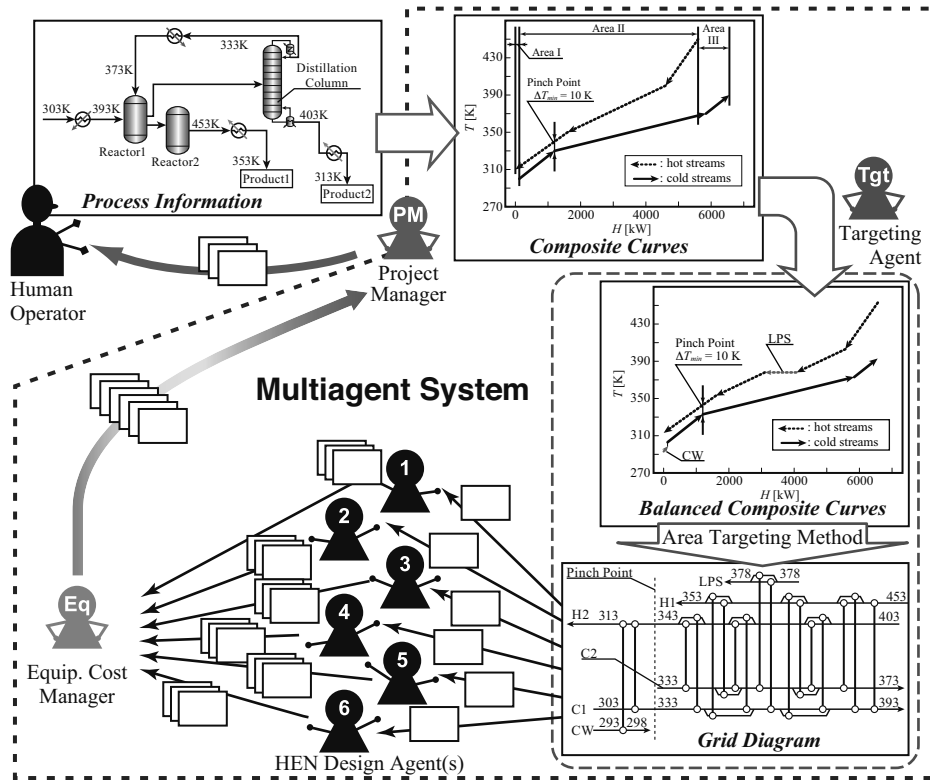 333K
373K
Distillation
Column
303K
393K
403K
453K
Reactor1
Reactor2
353K
313K
Product1
Product2
Process Information
PM
Project
Manager
Human
Operator
Area II
Area
III
Area I
450
Pinch Point
ΔTmin = 10 K
390
T [K]
350
310
270
: hot streams
: cold streams
0
2000
4000
6000
H [kW]
Composite Curves
Tgt
Targeting
Agent
430
LPS
Pinch Point
ΔTmin = 10 K
390
T [K]
350
310
270
: hot streams
: cold streams
CW
0
2000
4000
6000
H [kW]
Balanced Composite Curves
Area Targeting Method
Multiagent System
1
2
3
4
5
6
HEN Design Agent(s)
Eq
Equip. Cost
Manager
Pinch Point
LPS
378
378
H1
353
453
H2
313
343
403
C2
333
373
C1
303
333
393
CW
293
298
Grid Diagram